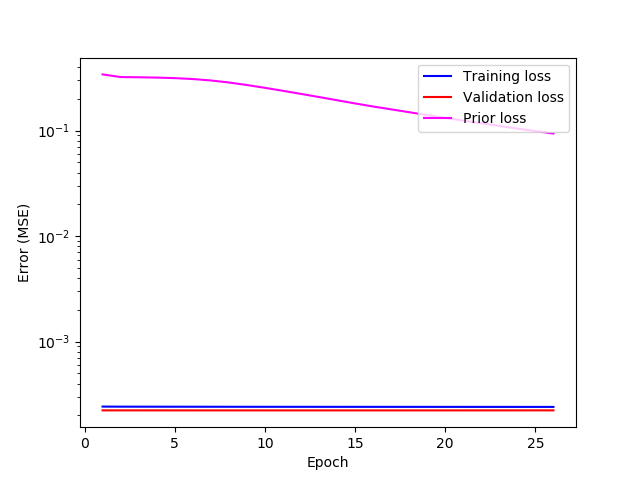 Training loss
Validation loss
Prior loss
10⁻¹
10⁻²
10⁻³
Error (MSE)
0 5 10 15 20 25
Epoch